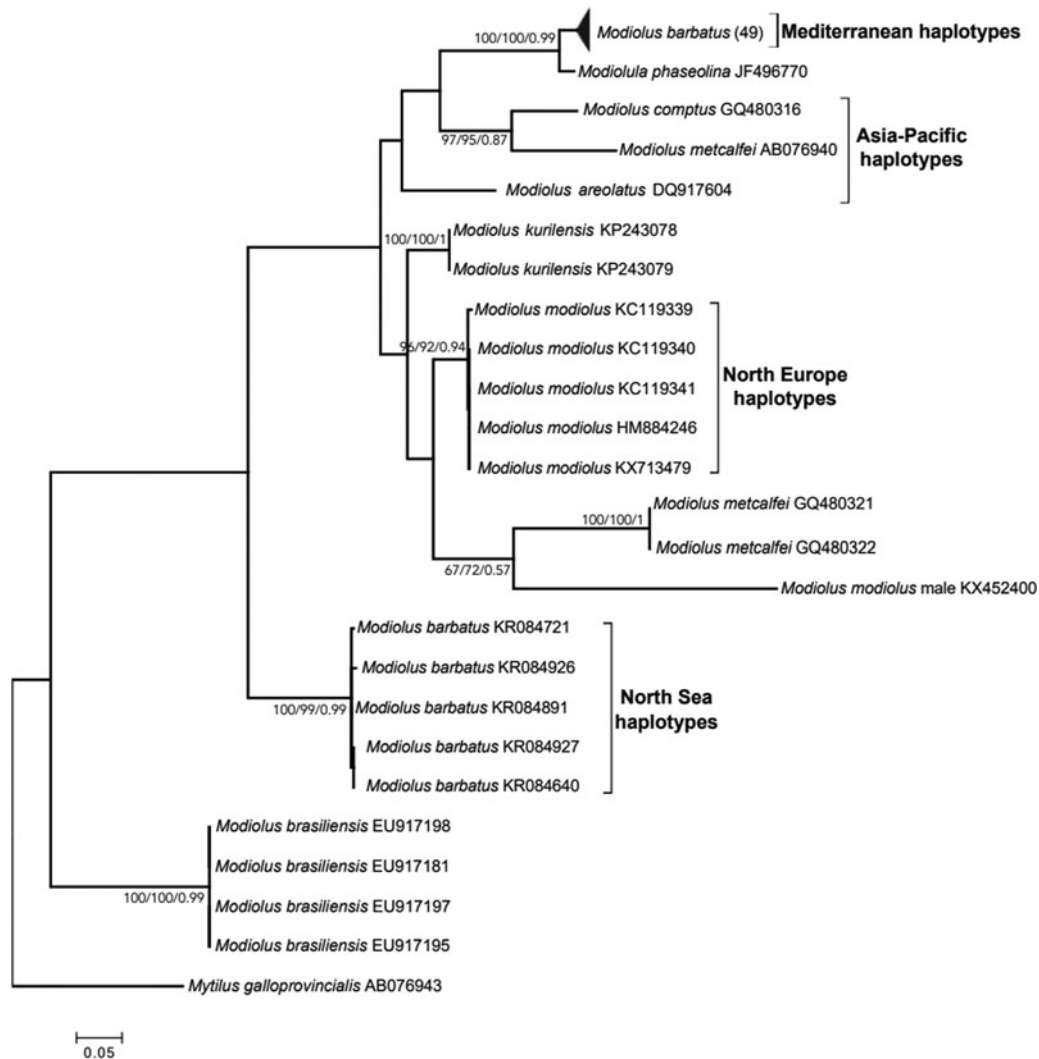 100/100/0.99
Modiolus barbatus (49)
Mediterranean haplotypes
Modiolula phaseolina JF496770
Modiolus comptus GQ480316
97/95/0.87
Modiolus metcalfei AB076940
Asia-Pacific
haplotypes
Modiolus areolatus DQ917604
Modiolus kurilensis KP243078
100/100/1
Modiolus kurilensis KP243079
Modiolus modiolus KC119339
96/92/0.94
Modiolus modiolus KC119340
Modiolus modiolus KC119341
North Europe
haplotypes
Modiolus modiolus HM884246
Modiolus modiolus KX713479
Modiolus metcalfei GQ480321
100/100/1
Modiolus metcalfei GQ480322
67/72/0.57
Modiolus modiolus male KX452400
Modiolus barbatus KR084721
Modiolus barbatus KR084926
100/99/0.99
Modiolus barbatus KR084891
North Sea
haplotypes
Modiolus barbatus KR084927
Modiolus barbatus KR084640
Modiolus brasiliensis EU917198
Modiolus brasiliensis EU917181
100/100/0.99
Modiolus brasiliensis EU917197
Modiolus brasiliensis EU917195
Mytilus galloprovincialis AB076943
0.05